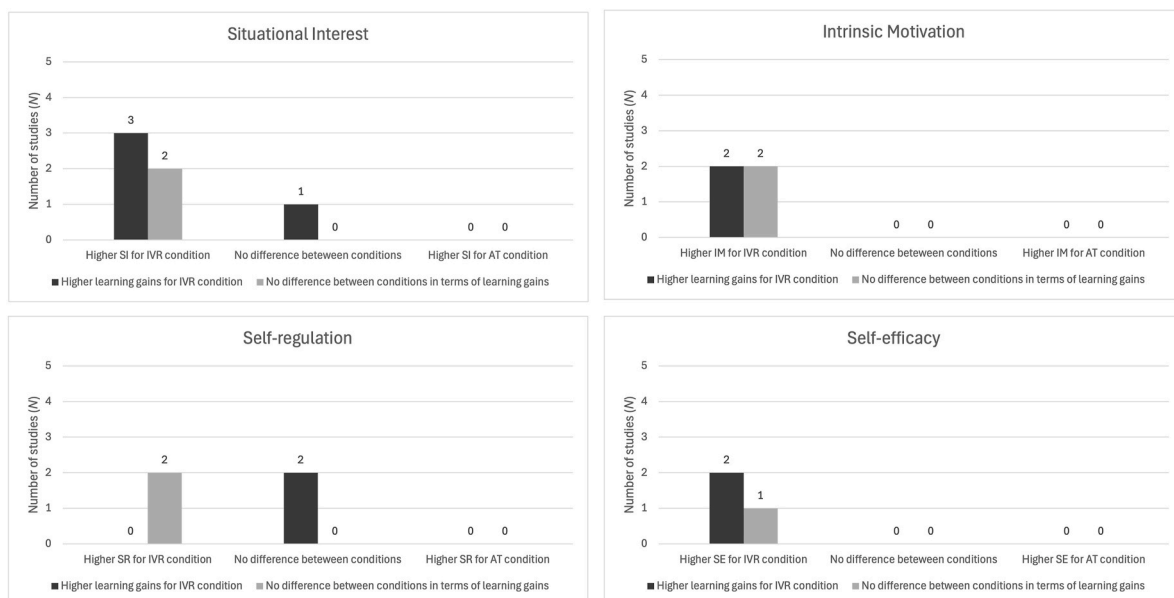 Situational Interest
Number of studies (N)
5
4
3
2
1
0
3
2
1
0
0
0
Higher SI for IVR condition
No difference between conditions
Higher SI for AT condition
Higher learning gains for IVR condition
No difference between conditions in terms of learning gains
Intrinsic Motivation
Number of studies (N)
5
4
3
2
1
0
2
2
0
0
0
0
Higher IM for IVR condition
No difference between conditions
Higher IM for AT condition
Higher learning gains for IVR condition
No difference between conditions in terms of learning gains
Self-regulation
Number of studies (N)
5
4
3
2
1
0
0
2
2
0
0
0
Higher SR for IVR condition
No difference between conditions
Higher SR for AT condition
Higher learning gains for IVR condition
No difference between conditions in terms of learning gains
Self-efficacy
Number of studies (N)
5
4
3
2
1
0
2
1
0
0
0
0
Higher SE for IVR condition
No difference between conditions
Higher SE for AT condition
Higher learning gains for IVR condition
No difference between conditions in terms of learning gains